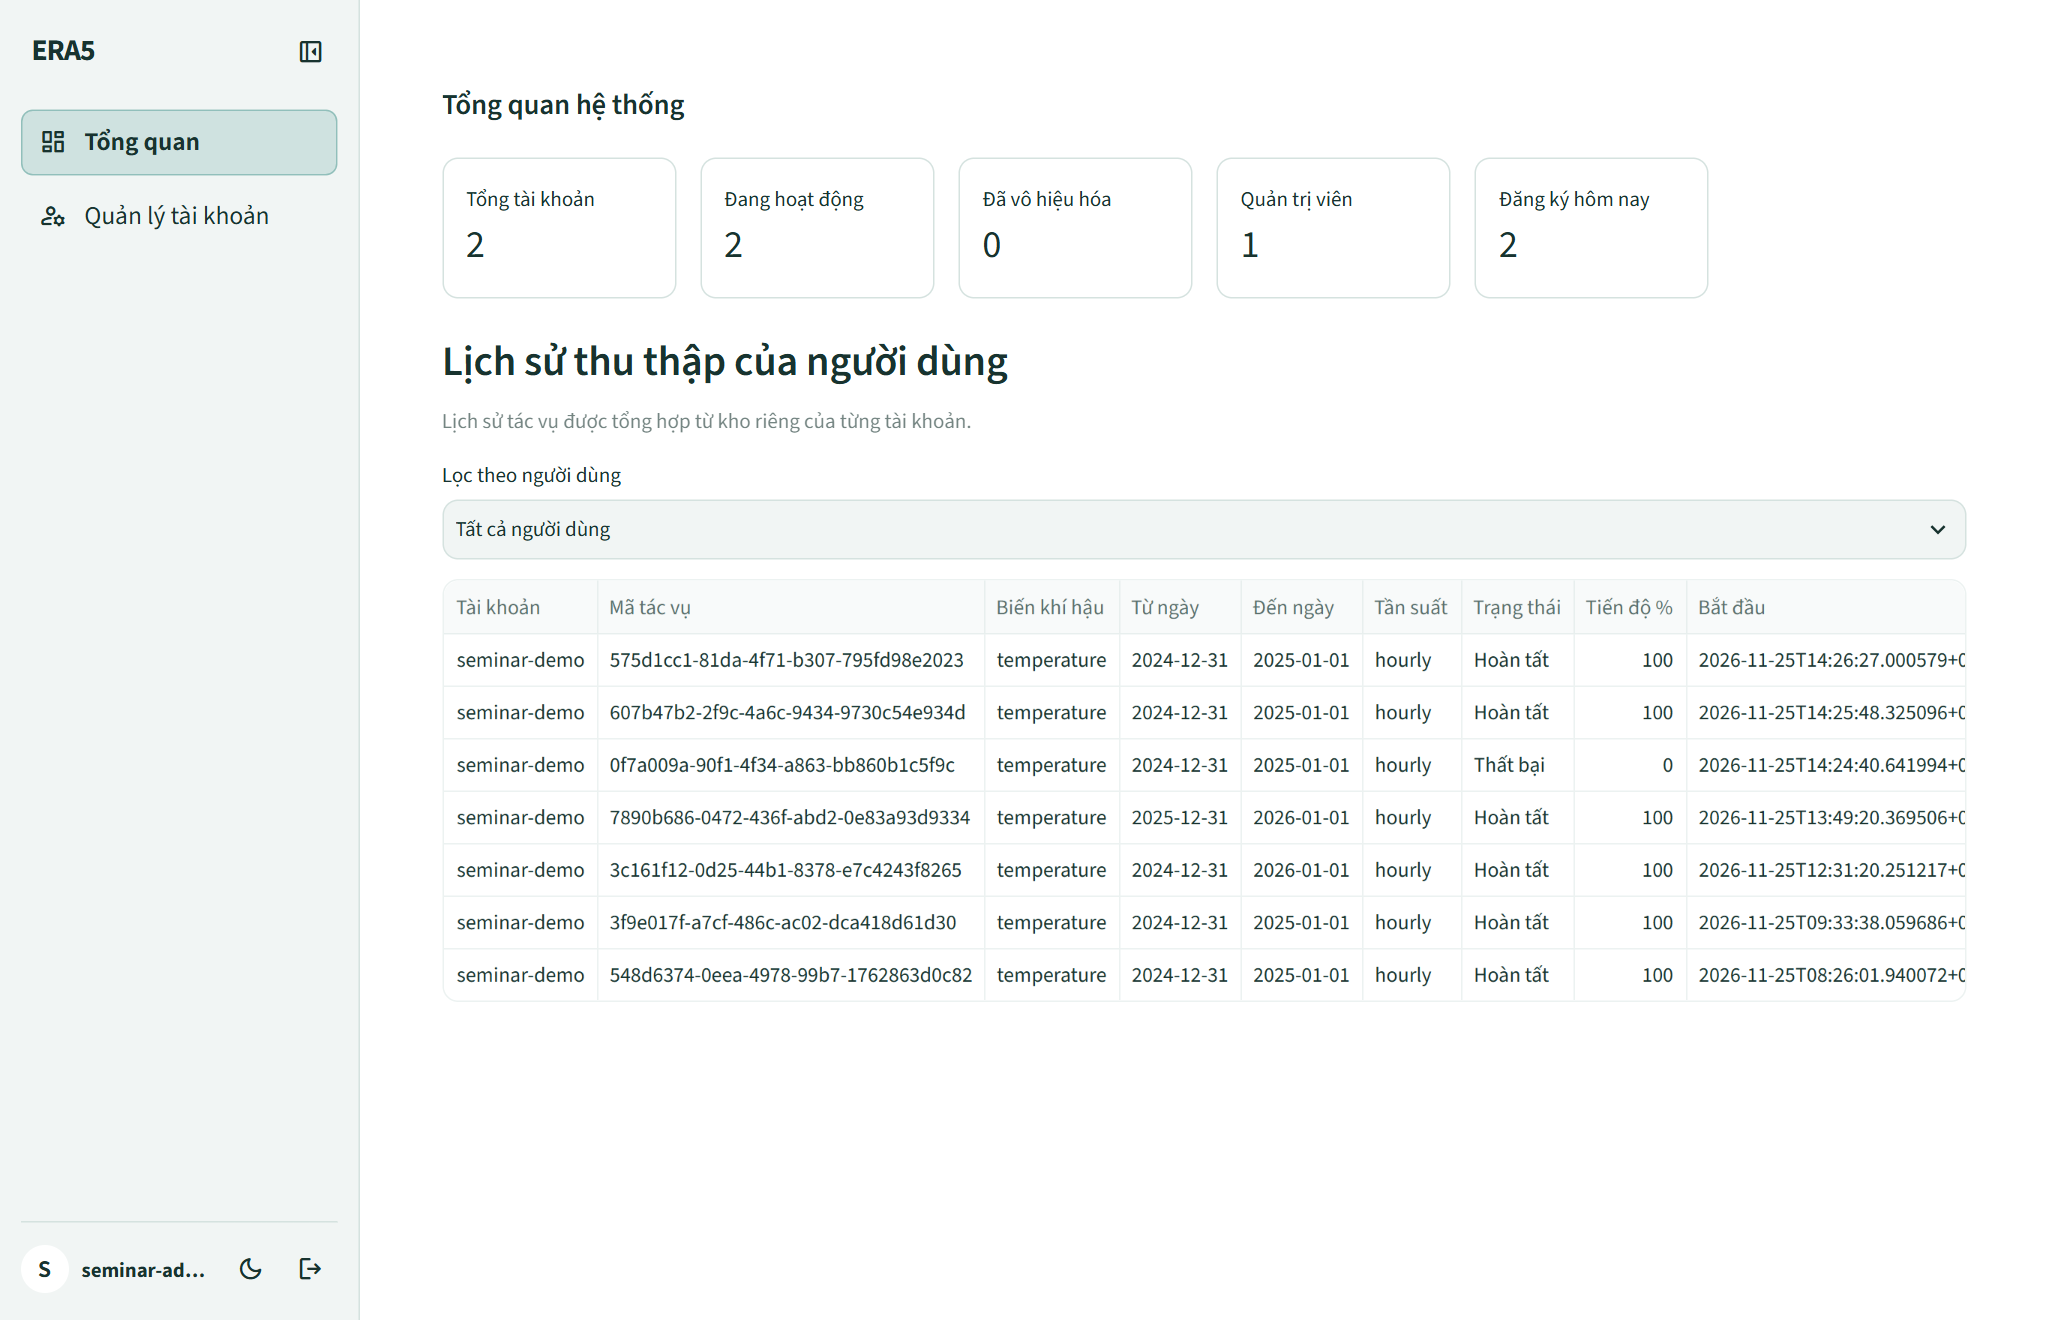 ERA5
Tổng quan
Quản lý tài khoản
Tổng quan hệ thống
Tổng tài khoản
2
Đang hoạt động
2
Đã vô hiệu hóa
0
Quản trị viên
1
Đăng ký hôm nay
2
Lịch sử thu thập của người dùng
Lịch sử tác vụ được tổng hợp từ kho riêng của từng tài khoản.
Lọc theo người dùng
Tất cả người dùng
Tài khoản Mã tác vụ Biến khí hậu Từ ngày Đến ngày Tần suất Trạng thái Tiến độ % Bắt đầu
seminar-demo 575d1cc1-81da-4f71-b307-795fd98e2023 temperature 2024-12-31 2025-01-01 hourly Hoàn tất 100 2026-11-25T14:26:27.000579+0
seminar-demo 607b47b2-2f9c-4a6c-9434-9730c54e934d temperature 2024-12-31 2025-01-01 hourly Hoàn tất 100 2026-11-25T14:25:48.325096+0
seminar-demo 0f7a009a-90f1-4f34-a863-bb860b1c5f9c temperature 2024-12-31 2025-01-01 hourly Thất bại 0 2026-11-25T14:24:40.641994+0
seminar-demo 7890b686-0472-436f-abd2-0e83a93d9334 temperature 2025-12-31 2026-01-01 hourly Hoàn tất 100 2026-11-25T13:49:20.369506+0
seminar-demo 3c161f12-0d25-44b1-8378-e7c4243f8265 temperature 2024-12-31 2026-01-01 hourly Hoàn tất 100 2026-11-25T12:31:20.251217+0
seminar-demo 3f9e017f-a7cf-486c-ac02-dca418d61d30 temperature 2024-12-31 2025-01-01 hourly Hoàn tất 100 2026-11-25T09:33:38.059686+0
seminar-demo 548d6374-0eea-4978-99b7-1762863d0c82 temperature 2024-12-31 2025-01-01 hourly Hoàn tất 100 2026-11-25T08:26:01.940072+0
S seminar-ad...